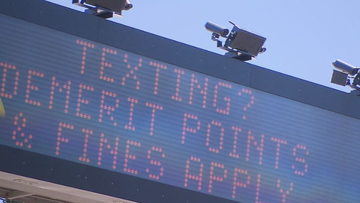 TEXTING?
DEMERIT POINTS
& FINES APPLY